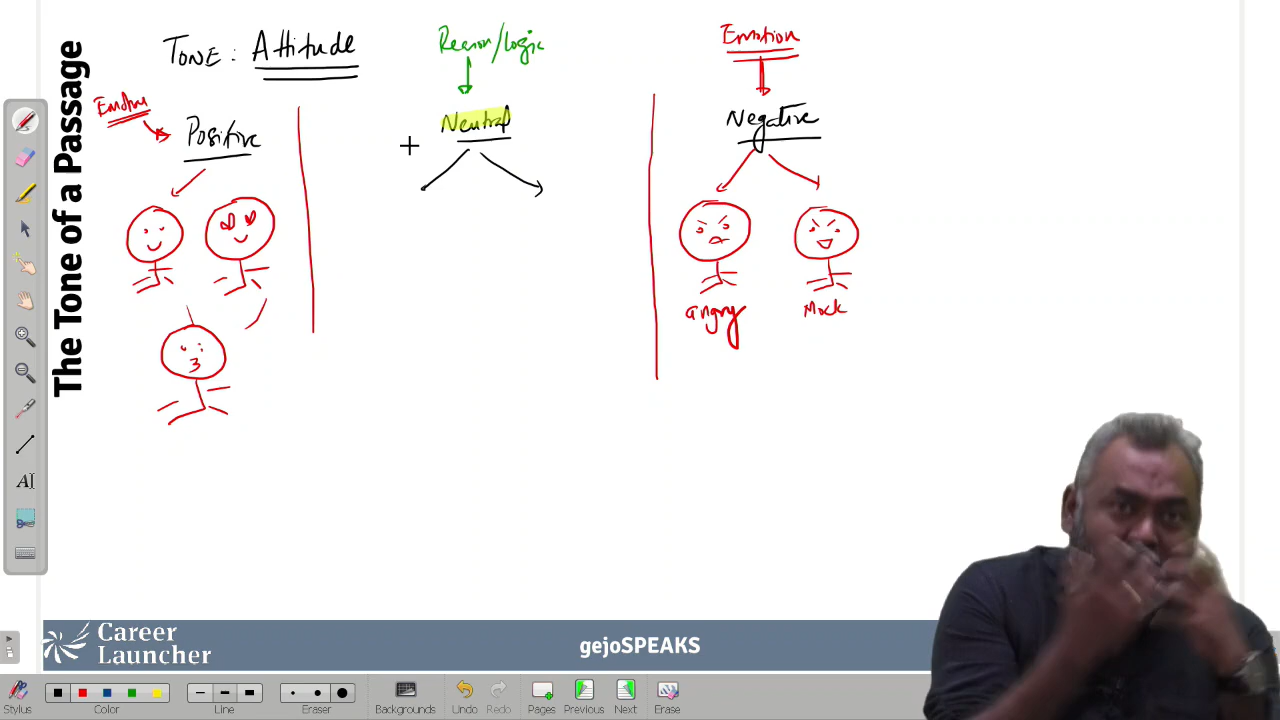 The Tone of a Passage
TONE: Attitude
Reason/Logic
Emotion
Emotion
Positive
Neutral
Negative
angry
Mock
Career
Launcher
gejoSPEAKS
Stylus
Color
Line
Eraser
Backgrounds
Undo
Redo
Pages
Previous
Next
Erase